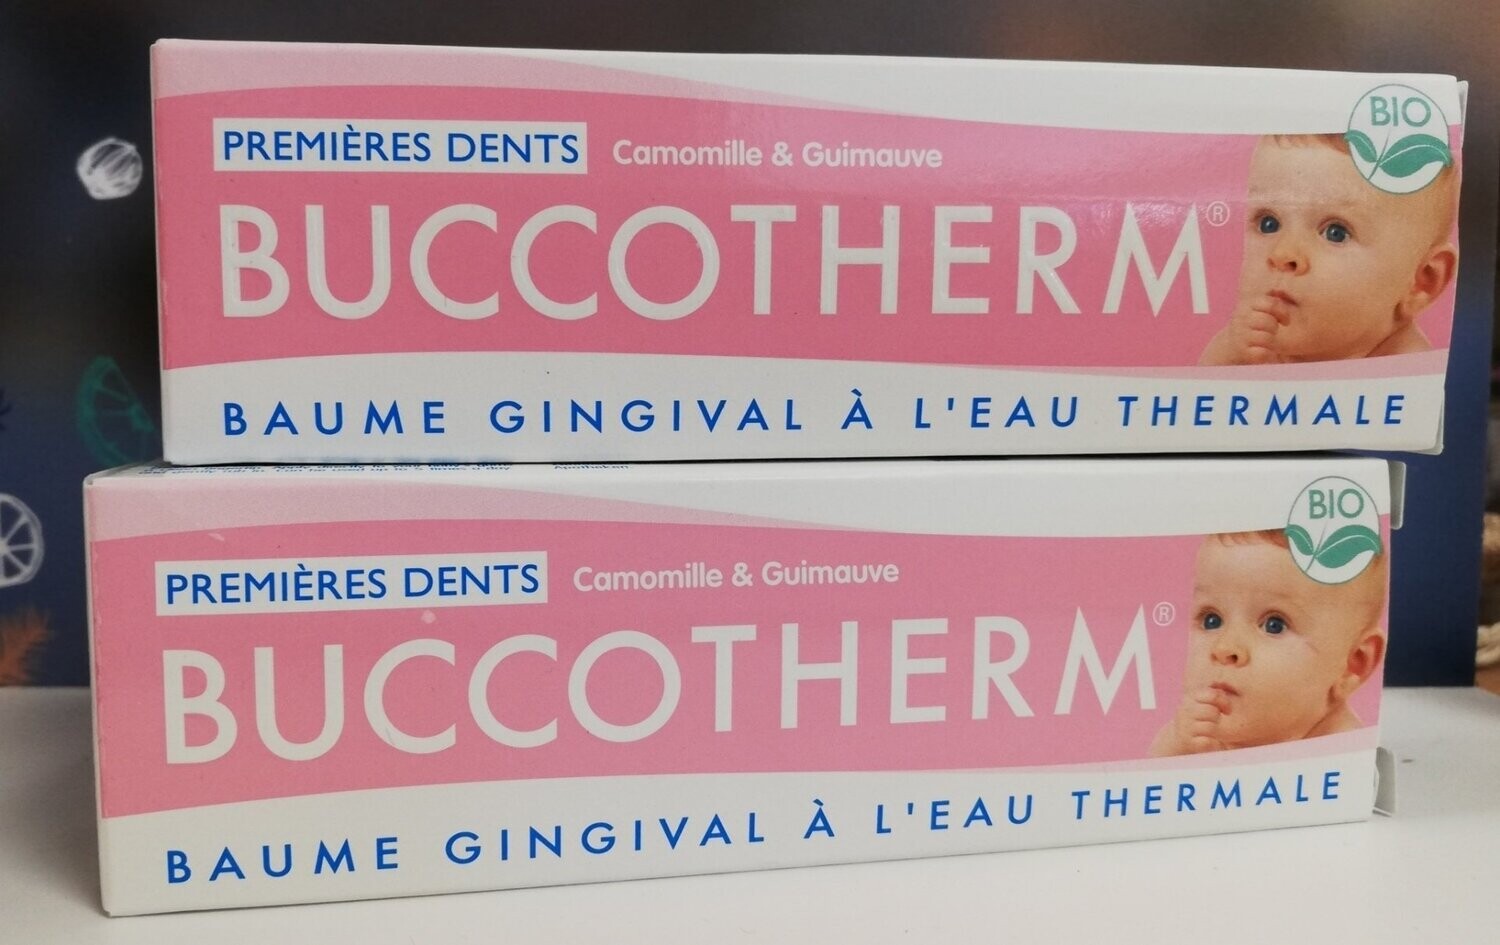 BIO
PREMIÈRES DENTS Camomille & Guimauve
BUCCOTHERM®
BAUME GINGIVAL À L'EAU THERMALE
BIO
PREMIÈRES DENTS Camomille & Guimauve
BUCCOTHERM®
BAUME GINGIVAL À L'EAU THERMALE